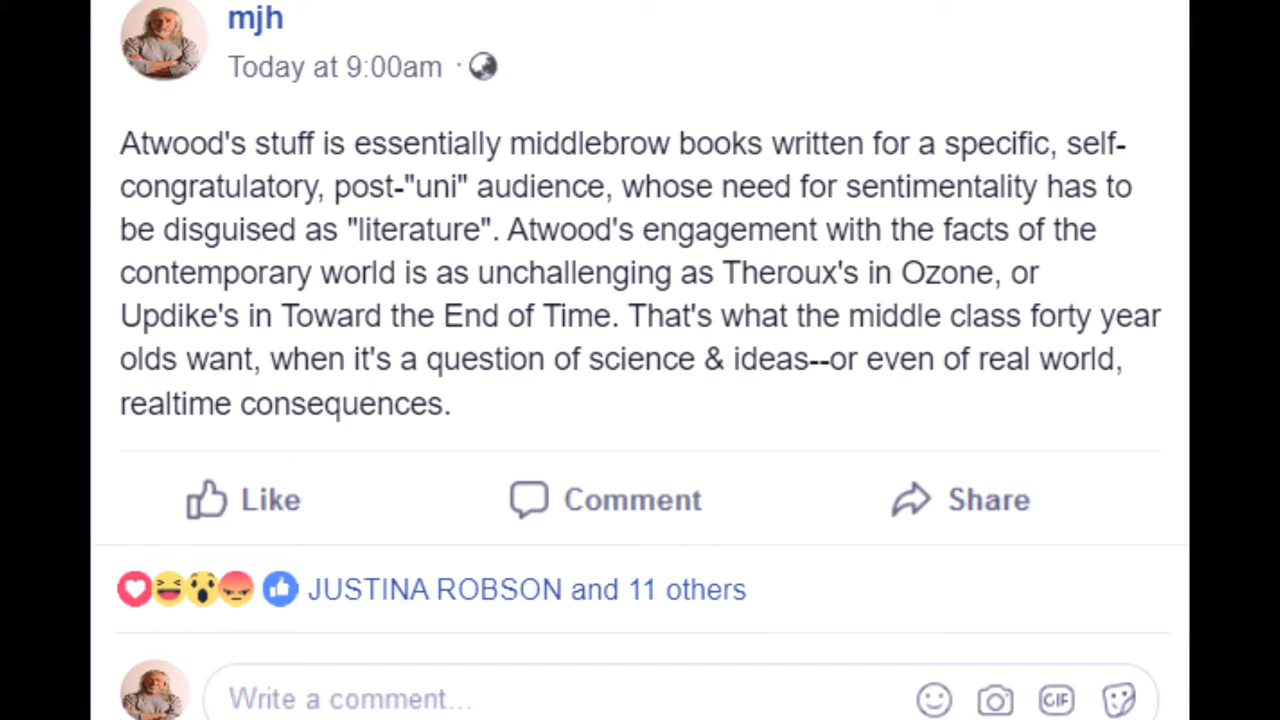 mjh
Today at 9:00am ·
Atwood's stuff is essentially middlebrow books written for a specific, self-
congratulatory, post-"uni" audience, whose need for sentimentality has to
be disguised as "literature". Atwood's engagement with the facts of the
contemporary world is as unchallenging as Theroux's in Ozone, or
Updike's in Toward the End of Time. That's what the middle class forty year
olds want, when it's a question of science & ideas--or even of real world,
realtime consequences.
Like Comment Share
JUSTINA ROBSON and 11 others
Write a comment... GIF